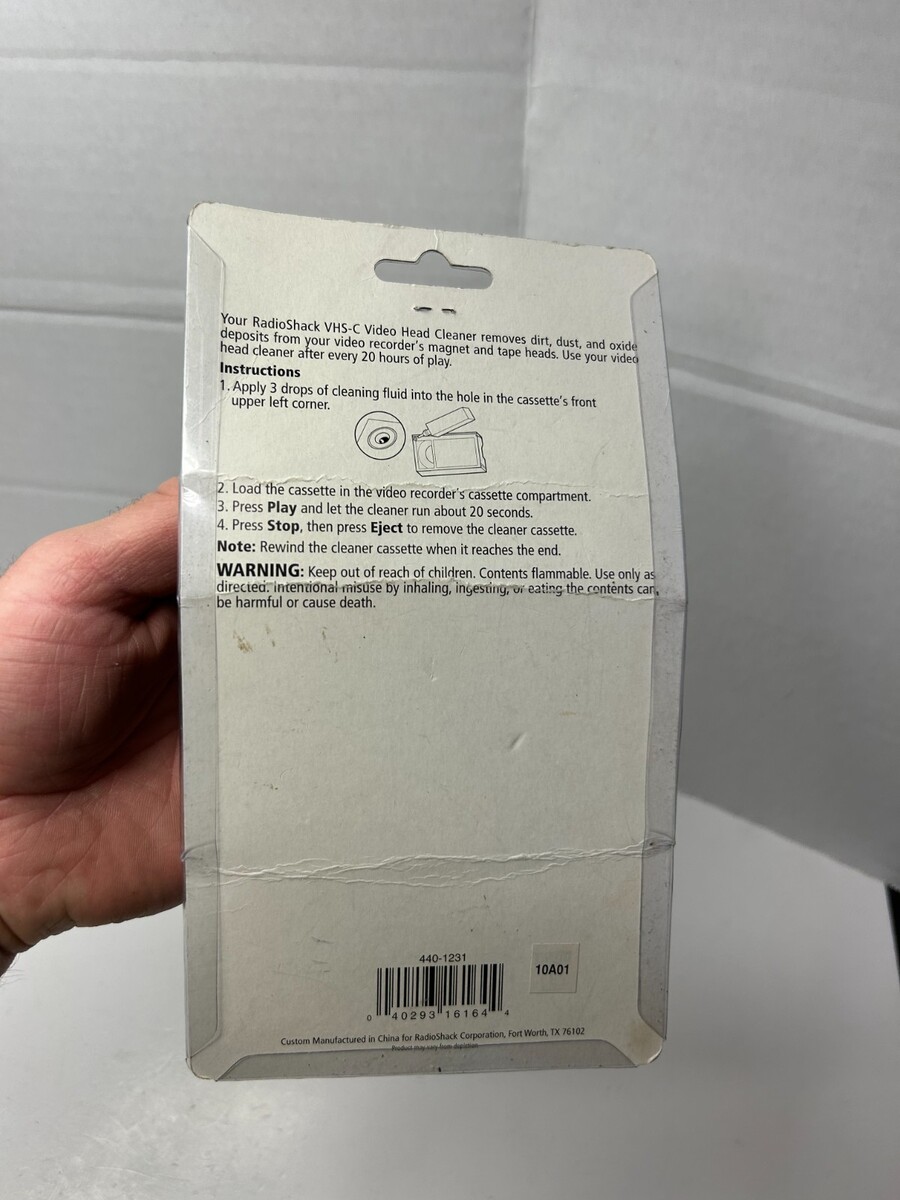 Your RadioShack VHS-C Video Head Cleaner removes dirt, dust, and oxide
deposits from your video recorder's magnet and tape heads. Use your video
head cleaner after every 20 hours of play.
Instructions
1. Apply 3 drops of cleaning fluid into the hole in the cassette's front
upper left corner.
2. Load the cassette in the video recorder's cassette compartment.
3. Press Play and let the cleaner run about 20 seconds.
4. Press Stop, then press Eject to remove the cleaner cassette.
Note: Rewind the cleaner cassette when it reaches the end.
WARNING: Keep out of reach of children. Contents flammable. Use only as
directed. Intentional misuse by inhaling, ingesting, or eating the contents can
be harmful or cause death.
440-1231
10A01
0 40293 16164 4
Custom Manufactured in China for RadioShack Corporation, Fort Worth, TX 76102
Product may vary from depiction.